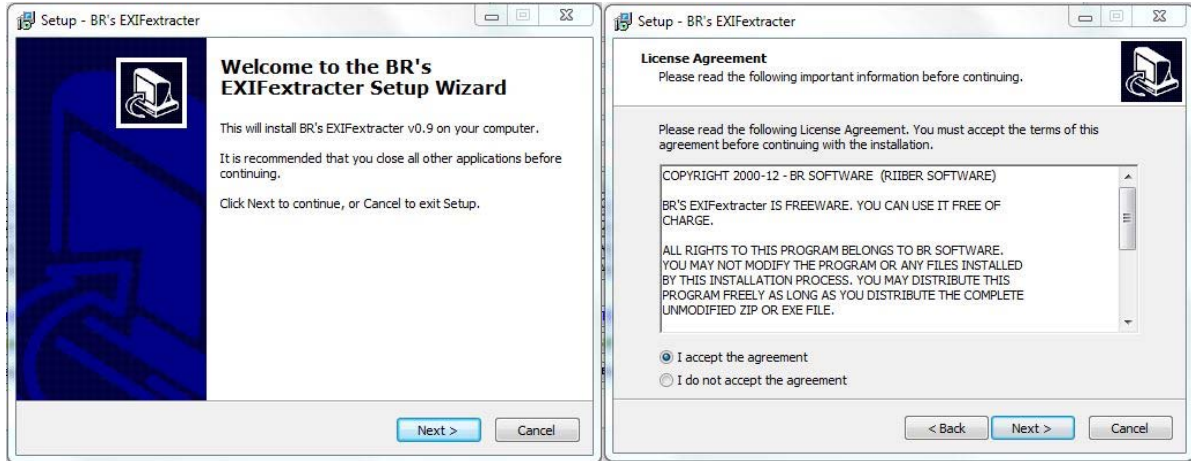 Setup - BR's EXIFextracter
Welcome to the BR's
EXIFextracter Setup Wizard
This will install BR's EXIFextracter v0.9 on your computer.
It is recommended that you close all other applications before
continuing.
Click Next to continue, or Cancel to exit Setup.
Next >
Cancel
Setup - BR's EXIFextracter
License Agreement
Please read the following important information before continuing.
Please read the following License Agreement. You must accept the terms of this
agreement before continuing with the installation.
COPYRIGHT 2000-12 - BR SOFTWARE (RIIBER SOFTWARE)
BR'S EXIFextracter IS FREEWARE. YOU CAN USE IT FREE OF
CHARGE.
ALL RIGHTS TO THIS PROGRAM BELONGS TO BR SOFTWARE.
YOU MAY NOT MODIFY THE PROGRAM OR ANY FILES INSTALLED
BY THIS INSTALLATION PROCESS. YOU MAY DISTRIBUTE THIS
PROGRAM FREELY AS LONG AS YOU DISTRIBUTE THE COMPLETE
UNMODIFIED ZIP OR EXE FILE.
I accept the agreement
I do not accept the agreement
< Back
Next >
Cancel